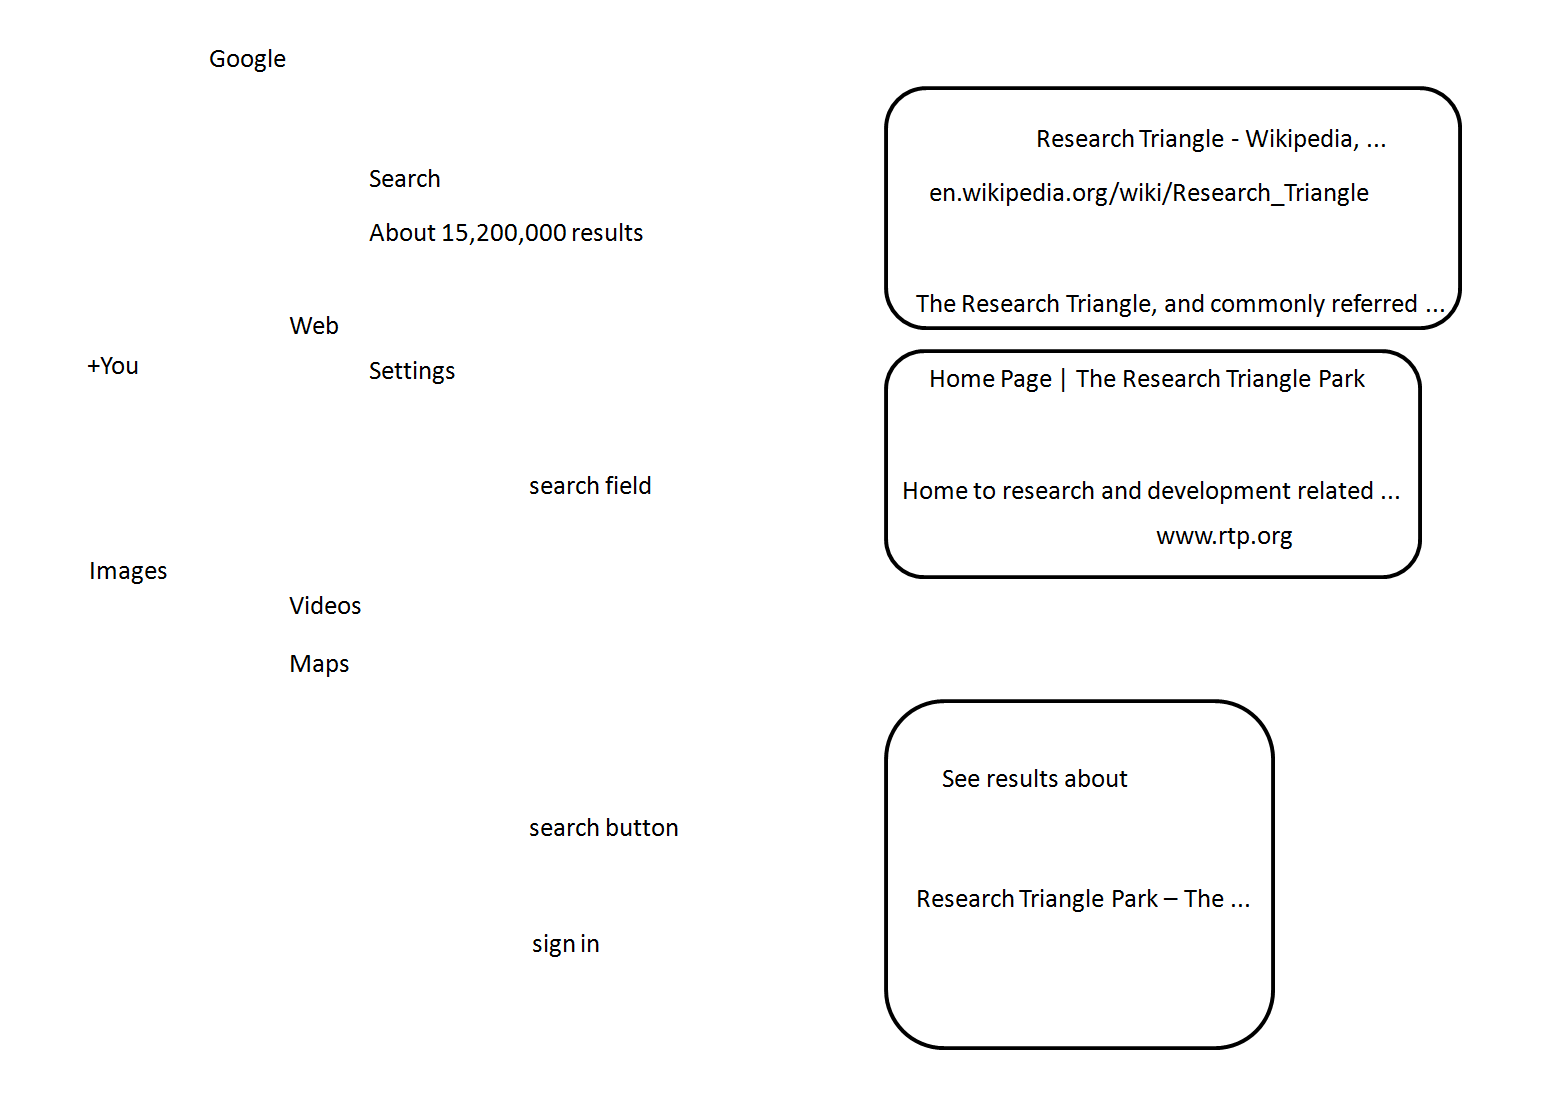 Google
Search
About 15,200,000 results
Web
+You
Settings
search field
Images
Videos
Maps
search button
sign in
Research Triangle - Wikipedia, ...
en.wikipedia.org/wiki/Research_Triangle
The Research Triangle, and commonly referred ...
Home Page | The Research Triangle Park
Home to research and development related ...
www.rtp.org
See results about
Research Triangle Park – The ...